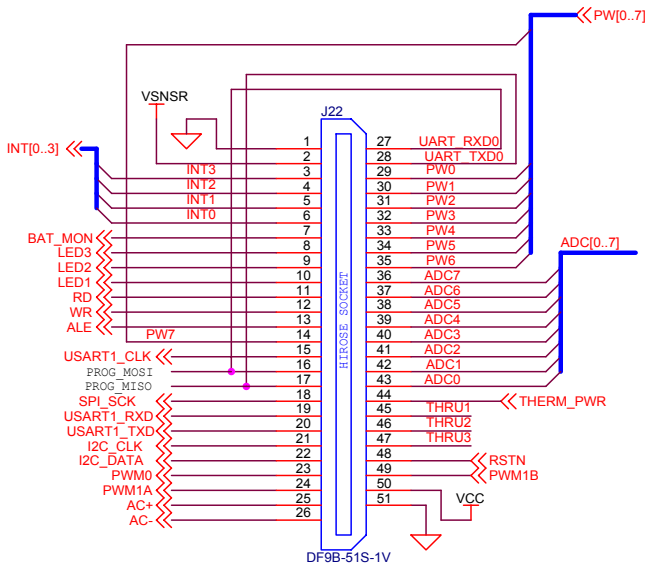 PW[0..7]
VSNSR
J22
INT[0..3]
1 27 UART_RXD0
2 28 UART_TXD0
INT3 3 29 PW0
INT2 4 30 PW1
INT1 5 31 PW2
INT0 6 32 PW3
BAT_MON 7 33 PW4
LED3 8 34 PW5 ADC[0..7]
LED2 9 35 PW6
LED1 10 36 ADC7
RD 11 37 ADC6
WR 12 38 ADC5
ALE 13 39 ADC4
PW7 14 40 ADC3
USART1_CLK 15 41 ADC2
PROG_MOSI 16 42 ADC1
PROG_MISO 17 43 ADC0
SPI_SCK 18 44 THERM_PWR
USART1_RXD 19 45 THRU1
USART1_TXD 20 46 THRU2
I2C_CLK 21 47 THRU3
I2C_DATA 22 48 RSTN
PWM0 23 49 PWM1B
PWM1A 24 50 VCC
AC+ 25 51
AC- 26
HIROSE SOCKET
DF9B-51S-1V